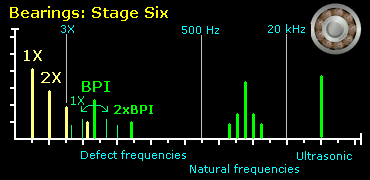 Bearings: Stage Six
3X
500 Hz
20 kHz
1X
2X
BPI
1X
2xBPI
Defect frequencies
Ultrasonic
Natural frequencies